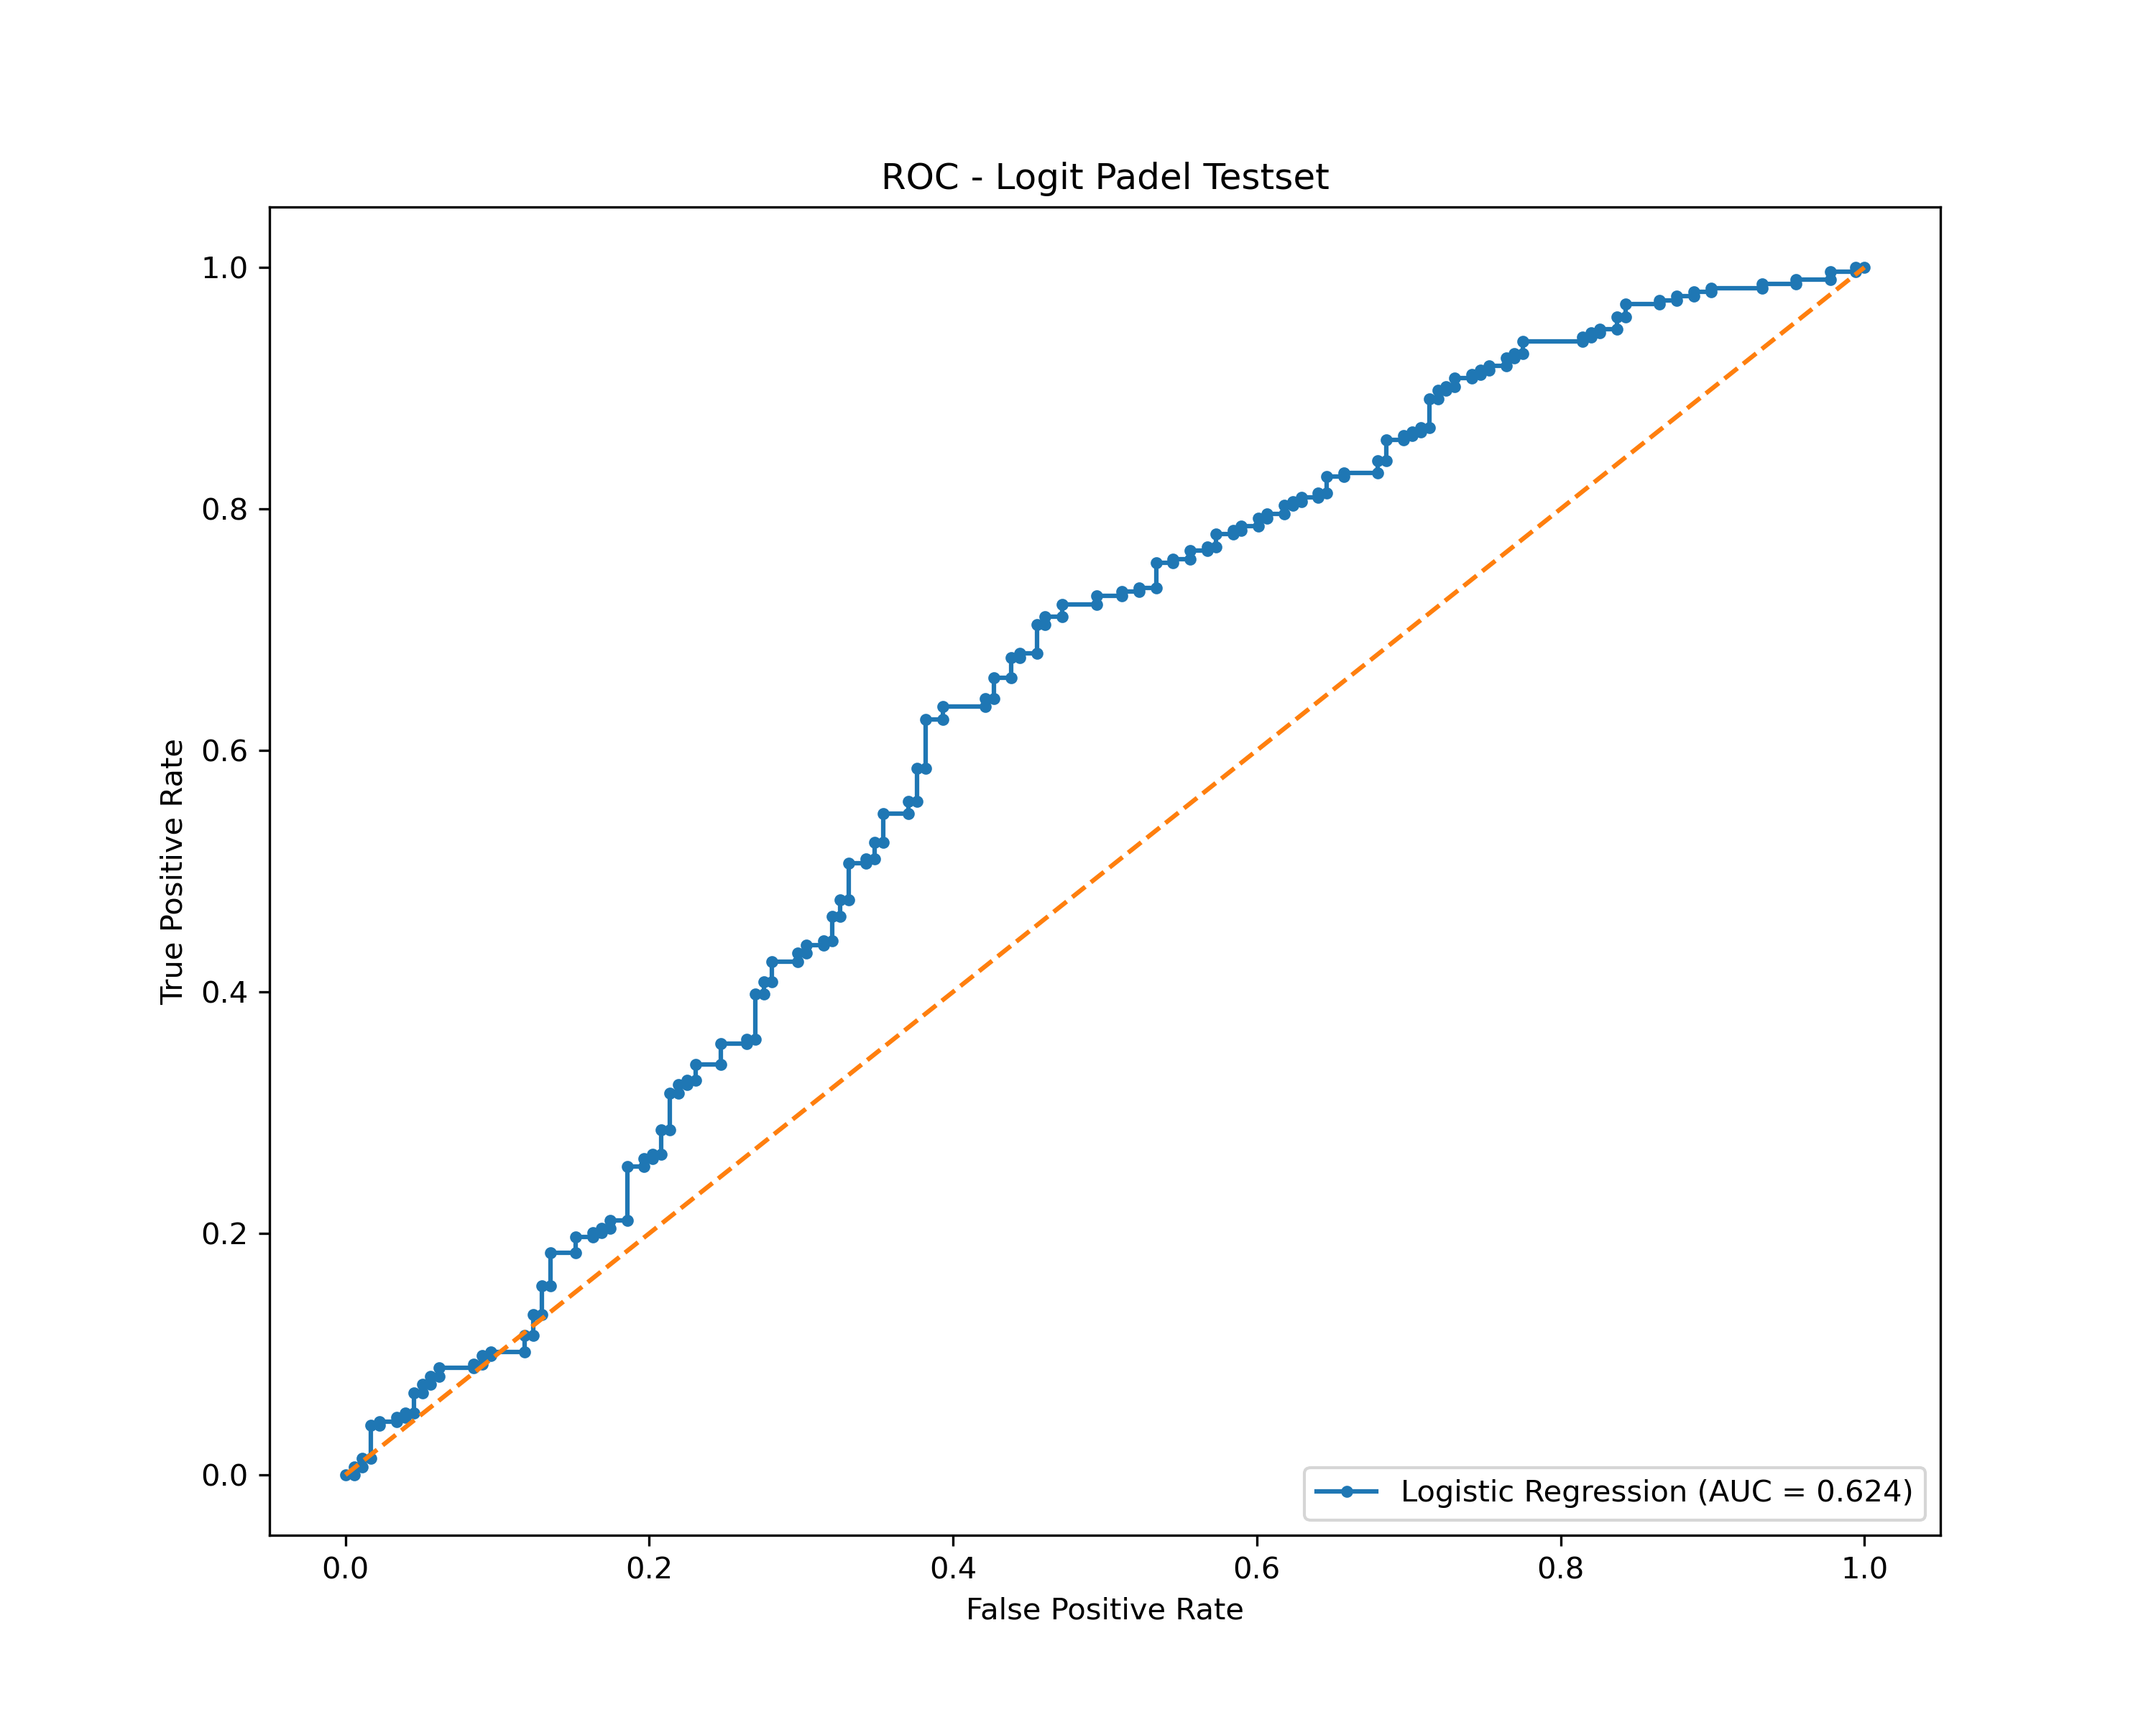 ROC - Logit Padel Testset
1.0
0.8
0.6
0.4
0.2
0.0
True Positive Rate
Logistic Regression (AUC = 0.624)
0.0 0.2 0.4 0.6 0.8 1.0
False Positive Rate